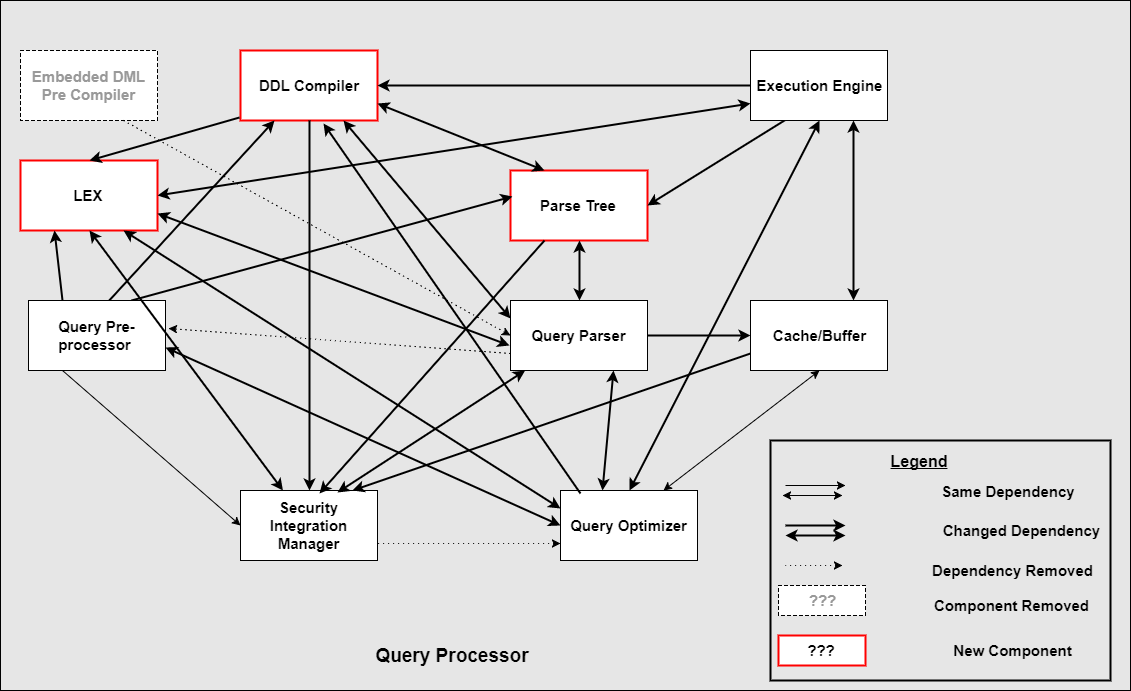 Embedded DML
Pre Compiler
DDL Compiler
Execution Engine
LEX
Parse Tree
Query Pre-
processor
Query Parser
Cache/Buffer
Security
Integration
Manager
Query Optimizer
Legend
Same Dependency
Changed Dependency
Dependency Removed
???
Component Removed
???
New Component
Query Processor